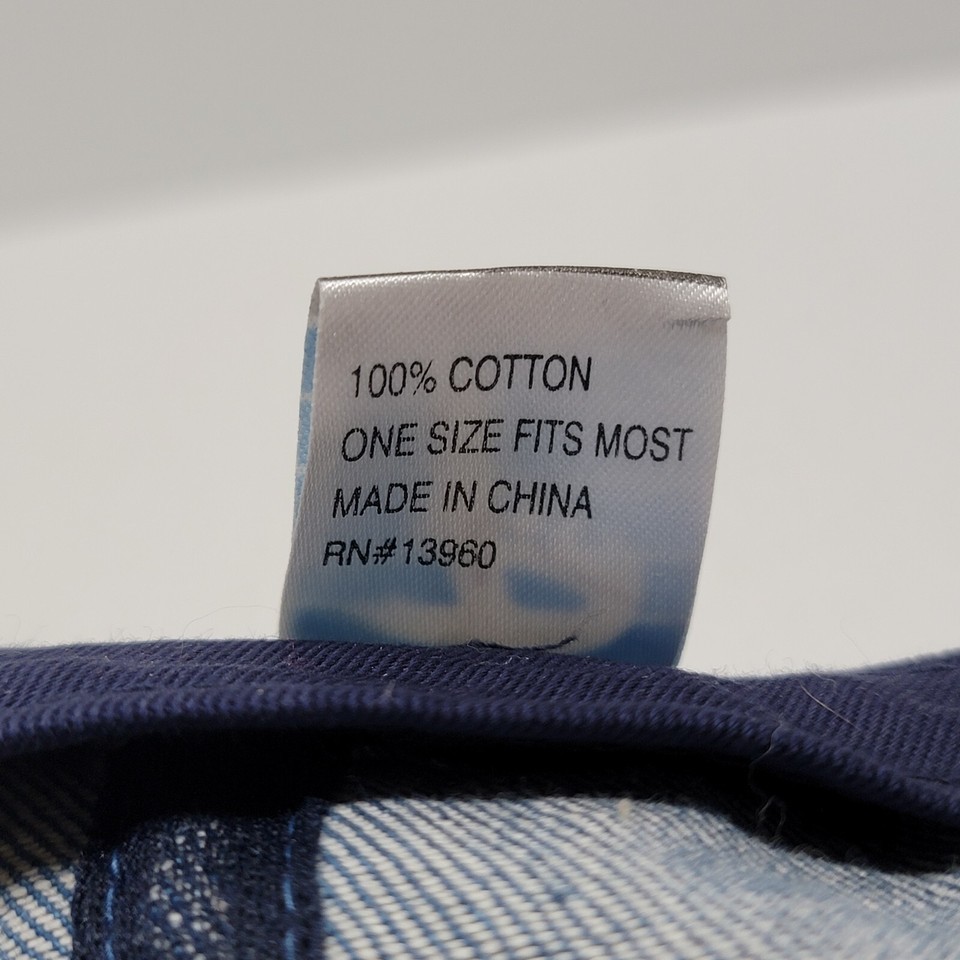 100% COTTON
ONE SIZE FITS MOST
MADE IN CHINA
RN#13960